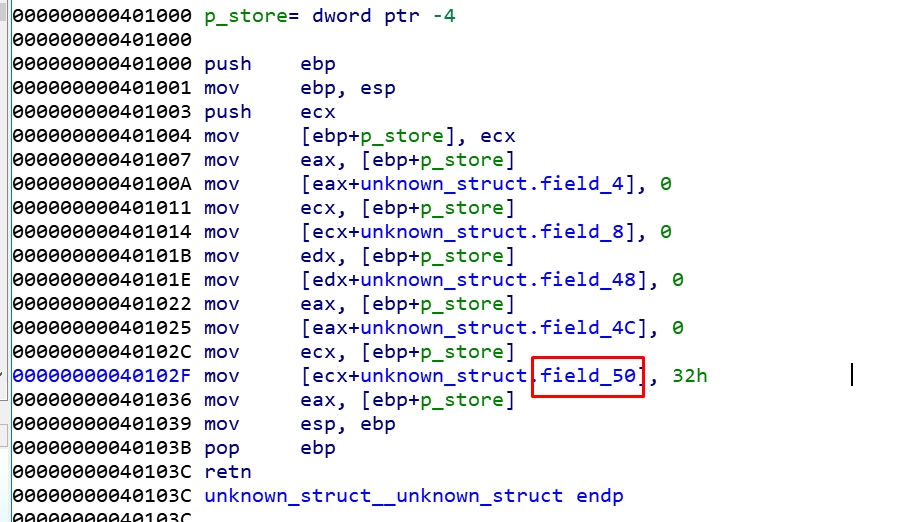 0000000000401000 p_store= dword ptr -4
0000000000401000
0000000000401000 push    ebp
0000000000401001 mov     ebp, esp
0000000000401003 push    ecx
0000000000401004 mov     [ebp+p_store], ecx
0000000000401007 mov     eax, [ebp+p_store]
000000000040100A mov     [eax+unknown_struct.field_4], 0
0000000000401011 mov     ecx, [ebp+p_store]
0000000000401014 mov     [ecx+unknown_struct.field_8], 0
000000000040101B mov     edx, [ebp+p_store]
000000000040101E mov     [edx+unknown_struct.field_48], 0
0000000000401022 mov     eax, [ebp+p_store]
0000000000401025 mov     [eax+unknown_struct.field_4C], 0
000000000040102C mov     ecx, [ebp+p_store]
000000000040102F mov     [ecx+unknown_struct.field_50], 32h
0000000000401036 mov     eax, [ebp+p_store]
0000000000401039 mov     esp, ebp
000000000040103B pop     ebp
000000000040103C retn
000000000040103C unknown_struct__unknown_struct endp
000000000040103C